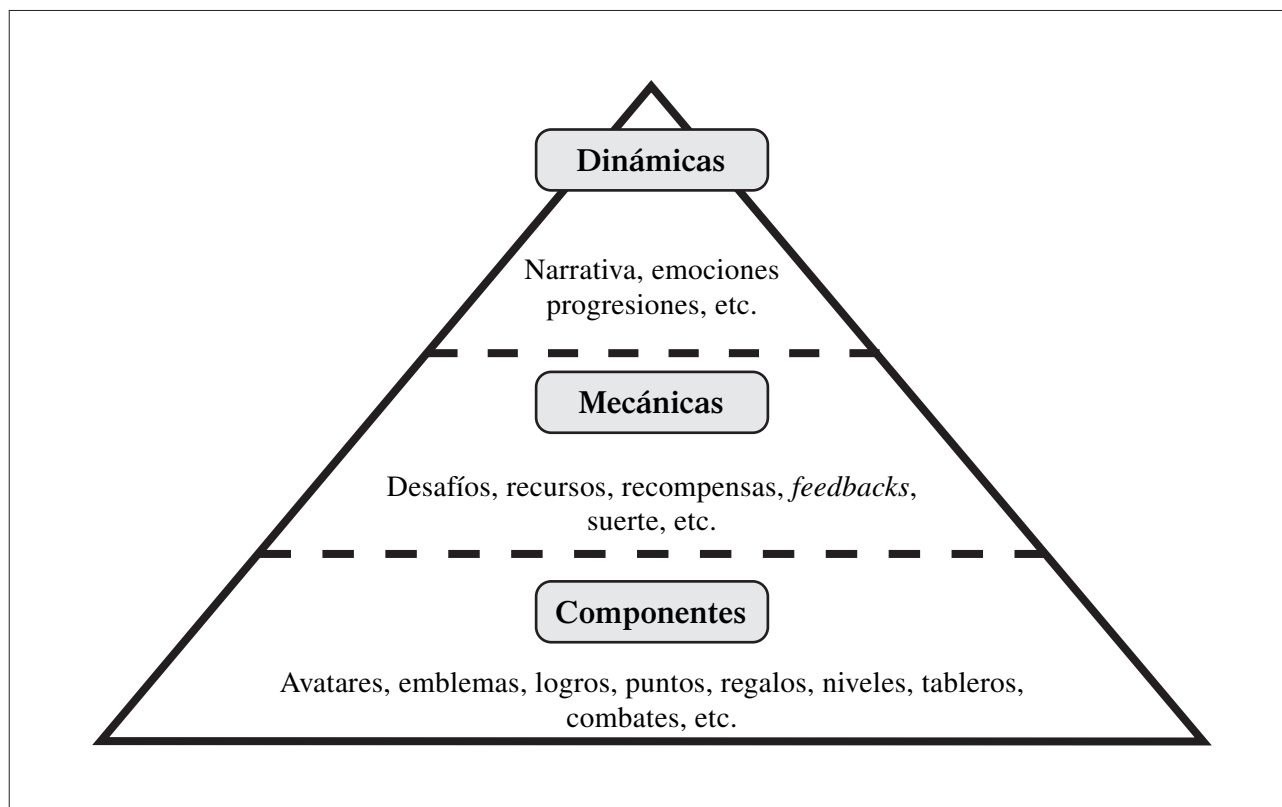 Dinámicas
Narrativa, emociones
progresiones, etc.
Mecánicas
Desafíos, recursos, recompensas, feedbacks,
suerte, etc.
Componentes
Avatares, emblemas, logros, puntos, regalos, niveles, tableros,
combates, etc.